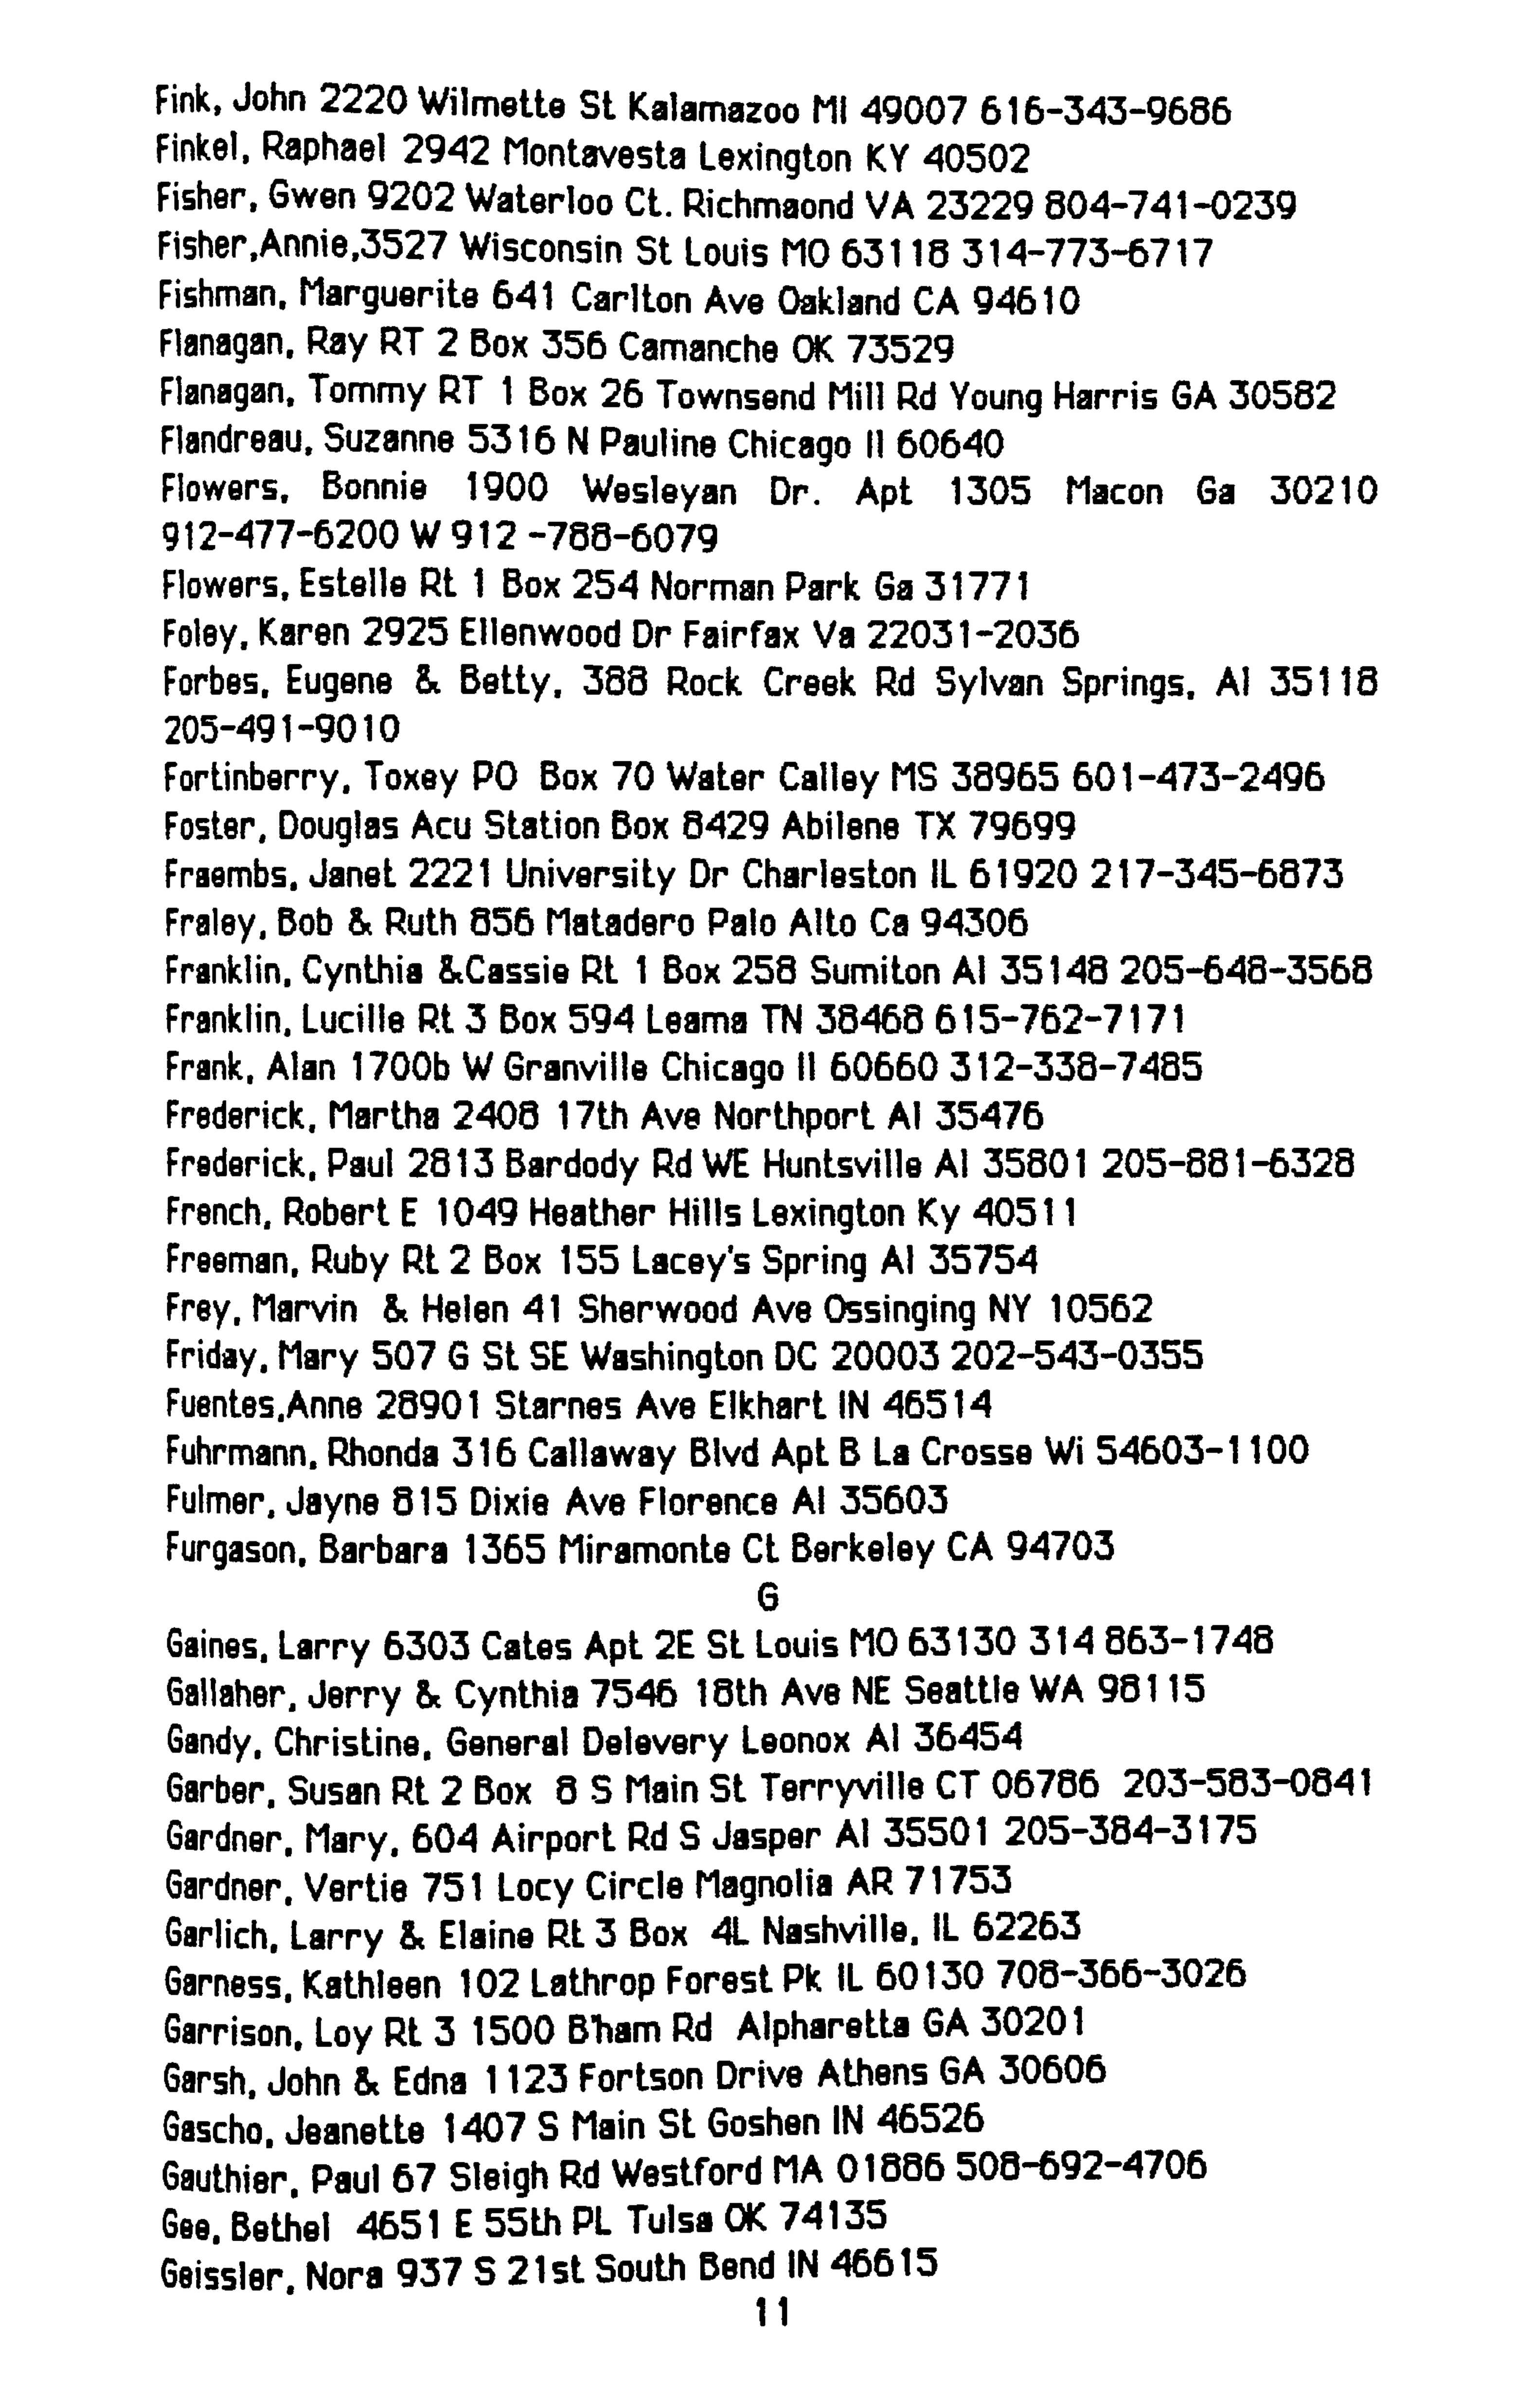 Fink, John 2220 Wilmette St Kalamazoo MI 49007 616-343-9686
Finkel, Raphael 2942 Montavesta Lexington KY 40502
Fisher, Gwen 9202 Waterloo Ct. Richmaond VA 23229 804-741-0239
Fisher,Annie,3527 Wisconsin St Louis MO 63118 314-773-6717
Fishman, Marguerite 641 Carlton Ave Oakland CA 94610
Flanagan, Ray RT 2 Box 356 Camanche OK 73529
Flanagan, Tommy RT 1 Box 26 Townsend Mill Rd Young Harris GA 30582
Flandreau, Suzanne 5316 N Pauline Chicago Il 60640
Flowers, Bonnie 1900 Wesleyan Dr. Apt 1305 Macon Ga 30210
912-477-6200 W 912 -788-6079
Flowers, Estelle Rt 1 Box 254 Norman Park Ga 31771
Foley, Karen 2925 Ellenwood Dr Fairfax Va 22031-2036
Forbes, Eugene & Betty, 388 Rock Creek Rd Sylvan Springs, Al 35118
205-491-9010
Fortinberry, Toxey PO Box 70 Water Calley MS 38965 601-473-2496
Foster, Douglas Acu Station Box 8429 Abilene TX 79699
Fraembs, Janet 2221 University Dr Charleston IL 61920 217-345-6873
Fraley, Bob & Ruth 856 Matadero Palo Alto Ca 94306
Franklin, Cynthia &Cassie Rt 1 Box 258 Sumiton Al 35148 205-648-3568
Franklin, Lucille Rt 3 Box 594 Leama TN 38468 615-762-7171
Frank, Alan 1700b W Granville Chicago Il 60660 312-338-7485
Frederick, Martha 2408 17th Ave Northport Al 35476
Frederick, Paul 2813 Bardody Rd WE Huntsville Al 35801 205-881-6328
French, Robert E 1049 Heather Hills Lexington Ky 40511
Freeman, Ruby Rt 2 Box 155 Lacey's Spring Al 35754
Frey, Marvin & Helen 41 Sherwood Ave Ossinging NY 10562
Friday, Mary 507 G St SE Washington DC 20003 202-543-0355
Fuentes,Anne 28901 Starnes Ave Elkhart IN 46514
Fuhrmann, Rhonda 316 Callaway Blvd Apt B La Crosse Wi 54603-1100
Fulmer, Jayne 815 Dixie Ave Florence Al 35603
Furgason, Barbara 1365 Miramonte Ct Berkeley CA 94703
G
Gaines, Larry 6303 Cates Apt 2E St Louis MO 63130 314 863-1748
Gallaher, Jerry & Cynthia 7546 18th Ave NE Seattle WA 98115
Gandy, Christine, General Delevery Leonox Al 36454
Garber, Susan Rt 2 Box 8 S Main St Terryville CT 06786 203-583-0841
Gardner, Mary, 604 Airport Rd S Jasper Al 35501 205-384-3175
Gardner, Vertie 751 Locy Circle Magnolia AR 71753
Garlich, Larry & Elaine Rt 3 Box 4L Nashville, IL 62263
Garness, Kathleen 102 Lathrop Forest Pk IL 60130 708-366-3026
Garrison, Loy Rt 3 1500 B'ham Rd Alpharetta GA 30201
Garsh, John & Edna 1123 Fortson Drive Athens GA 30606
Gascho, Jeanette 1407 S Main St Goshen IN 46526
Gauthier, Paul 67 Sleigh Rd Westford MA 01886 508-692-4706
Gee, Bethel 4651 E 55th PL Tulsa OK 74135
Geissler, Nora 937 S 21st South Bend IN 46615
11